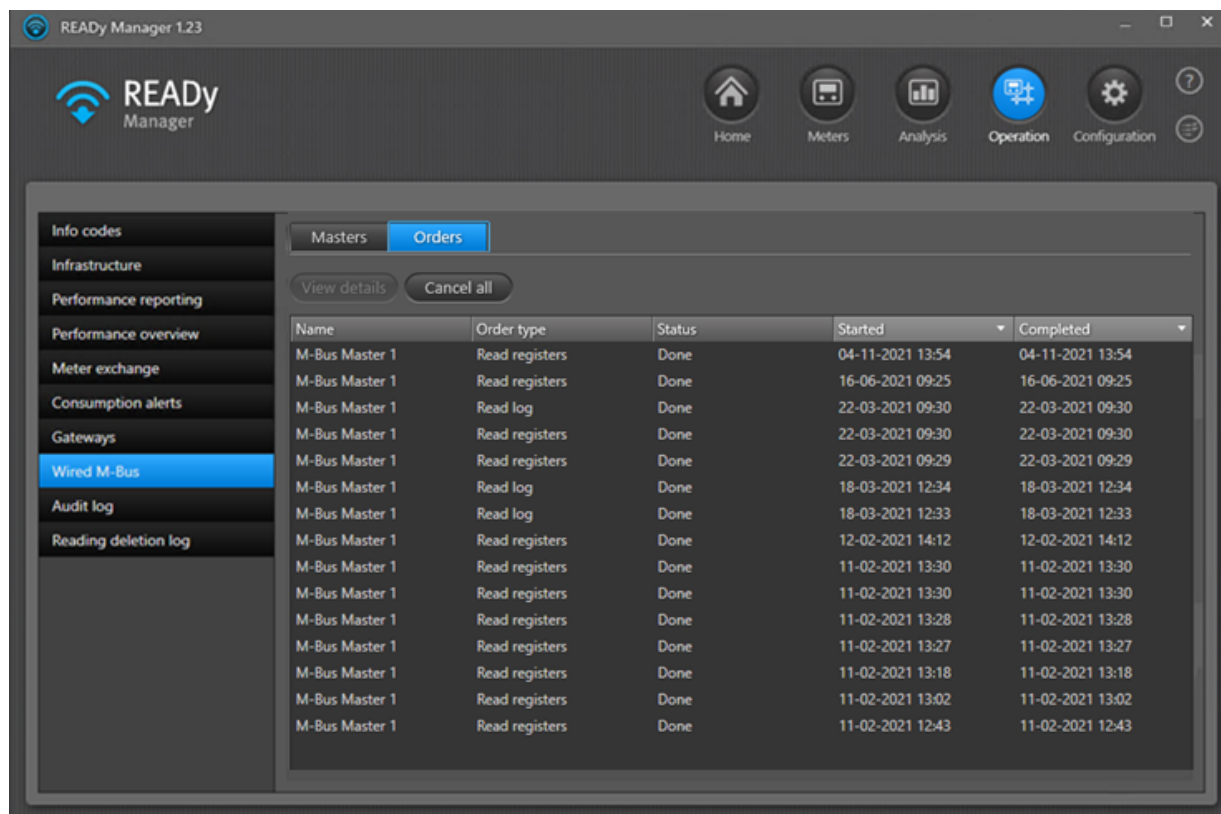 READy Manager 1.23
READy
Manager
Home Meters Analysis Operation Configuration
?
Info codes
Infrastructure
Performance reporting
Performance overview
Meter exchange
Consumption alerts
Gateways
Wired M-Bus
Audit log
Reading deletion log
Masters Orders
View details Cancel all
Name Order type Status Started Completed
M-Bus Master 1 Read registers Done 04-11-2021 13:54 04-11-2021 13:54
M-Bus Master 1 Read registers Done 16-06-2021 09:25 16-06-2021 09:25
M-Bus Master 1 Read log Done 22-03-2021 09:30 22-03-2021 09:30
M-Bus Master 1 Read registers Done 22-03-2021 09:30 22-03-2021 09:30
M-Bus Master 1 Read registers Done 22-03-2021 09:29 22-03-2021 09:29
M-Bus Master 1 Read log Done 18-03-2021 12:34 18-03-2021 12:34
M-Bus Master 1 Read log Done 18-03-2021 12:33 18-03-2021 12:33
M-Bus Master 1 Read registers Done 12-02-2021 14:12 12-02-2021 14:12
M-Bus Master 1 Read registers Done 11-02-2021 13:30 11-02-2021 13:30
M-Bus Master 1 Read registers Done 11-02-2021 13:30 11-02-2021 13:30
M-Bus Master 1 Read registers Done 11-02-2021 13:28 11-02-2021 13:28
M-Bus Master 1 Read registers Done 11-02-2021 13:27 11-02-2021 13:27
M-Bus Master 1 Read registers Done 11-02-2021 13:18 11-02-2021 13:18
M-Bus Master 1 Read registers Done 11-02-2021 13:02 11-02-2021 13:02
M-Bus Master 1 Read registers Done 11-02-2021 12:43 11-02-2021 12:43